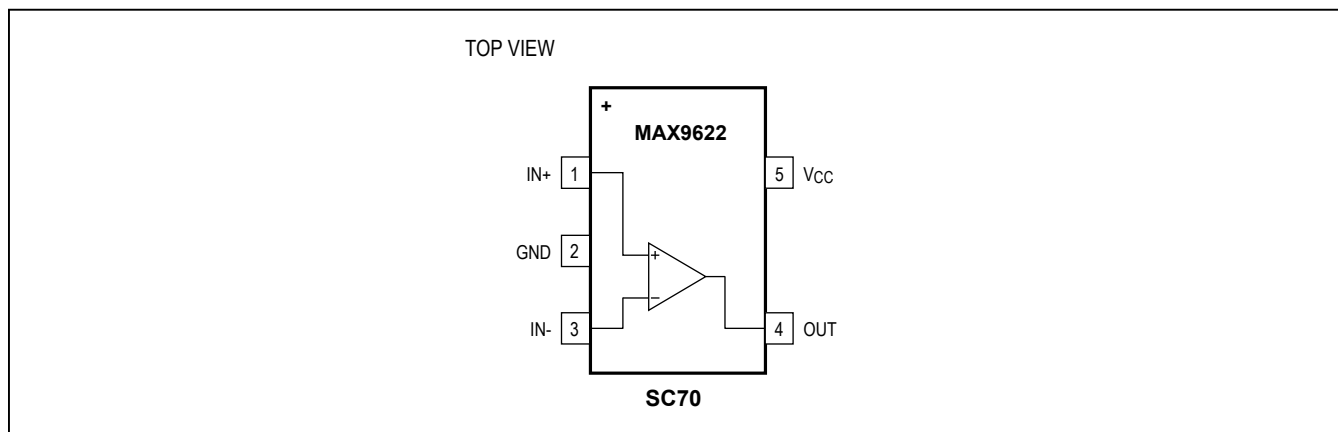 TOP VIEW
+
MAX9622
IN+ 1
5 VCC
GND 2
+
−
IN- 3
4 OUT
SC70